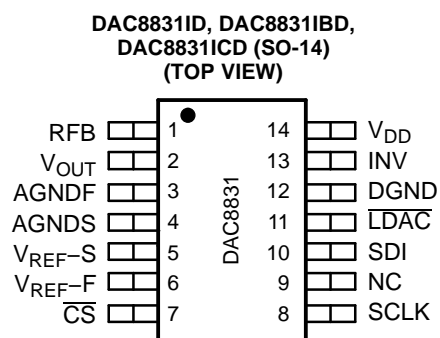 DAC8831ID, DAC8831IBD,
DAC8831ICD (SO-14)
(TOP VIEW)
RFB 1 14 VDD
VOUT 2 13 INV
AGNDF 3 12 DGND
AGNDS 4 11 LDAC
VREF–S 5 10 SDI
VREF–F 6 9 NC
CS 7 8 SCLK
DAC8831